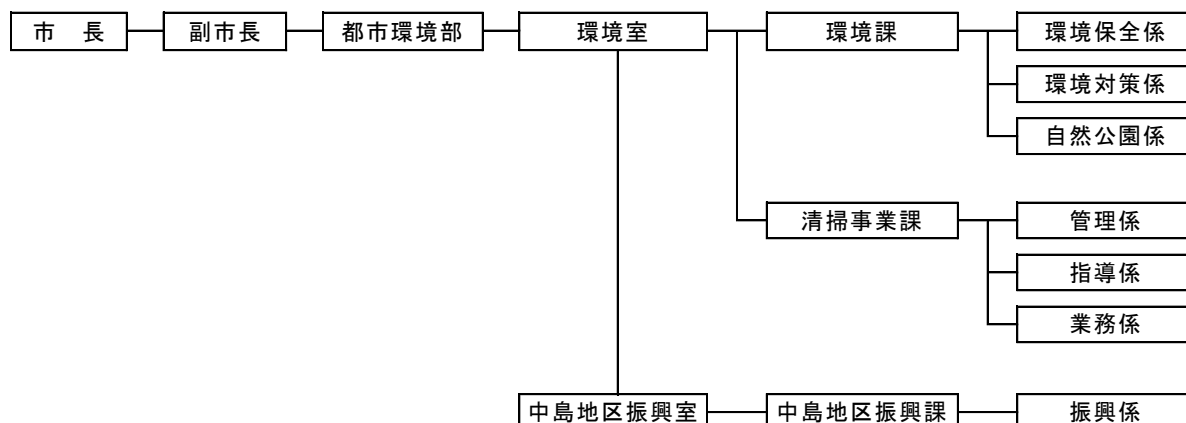 市　長
副市長
都市環境部
環境室
環境課
環境保全係
環境対策係
自然公園係
清掃事業課
管理係
指導係
業務係
中島地区振興室
中島地区振興課
振興係